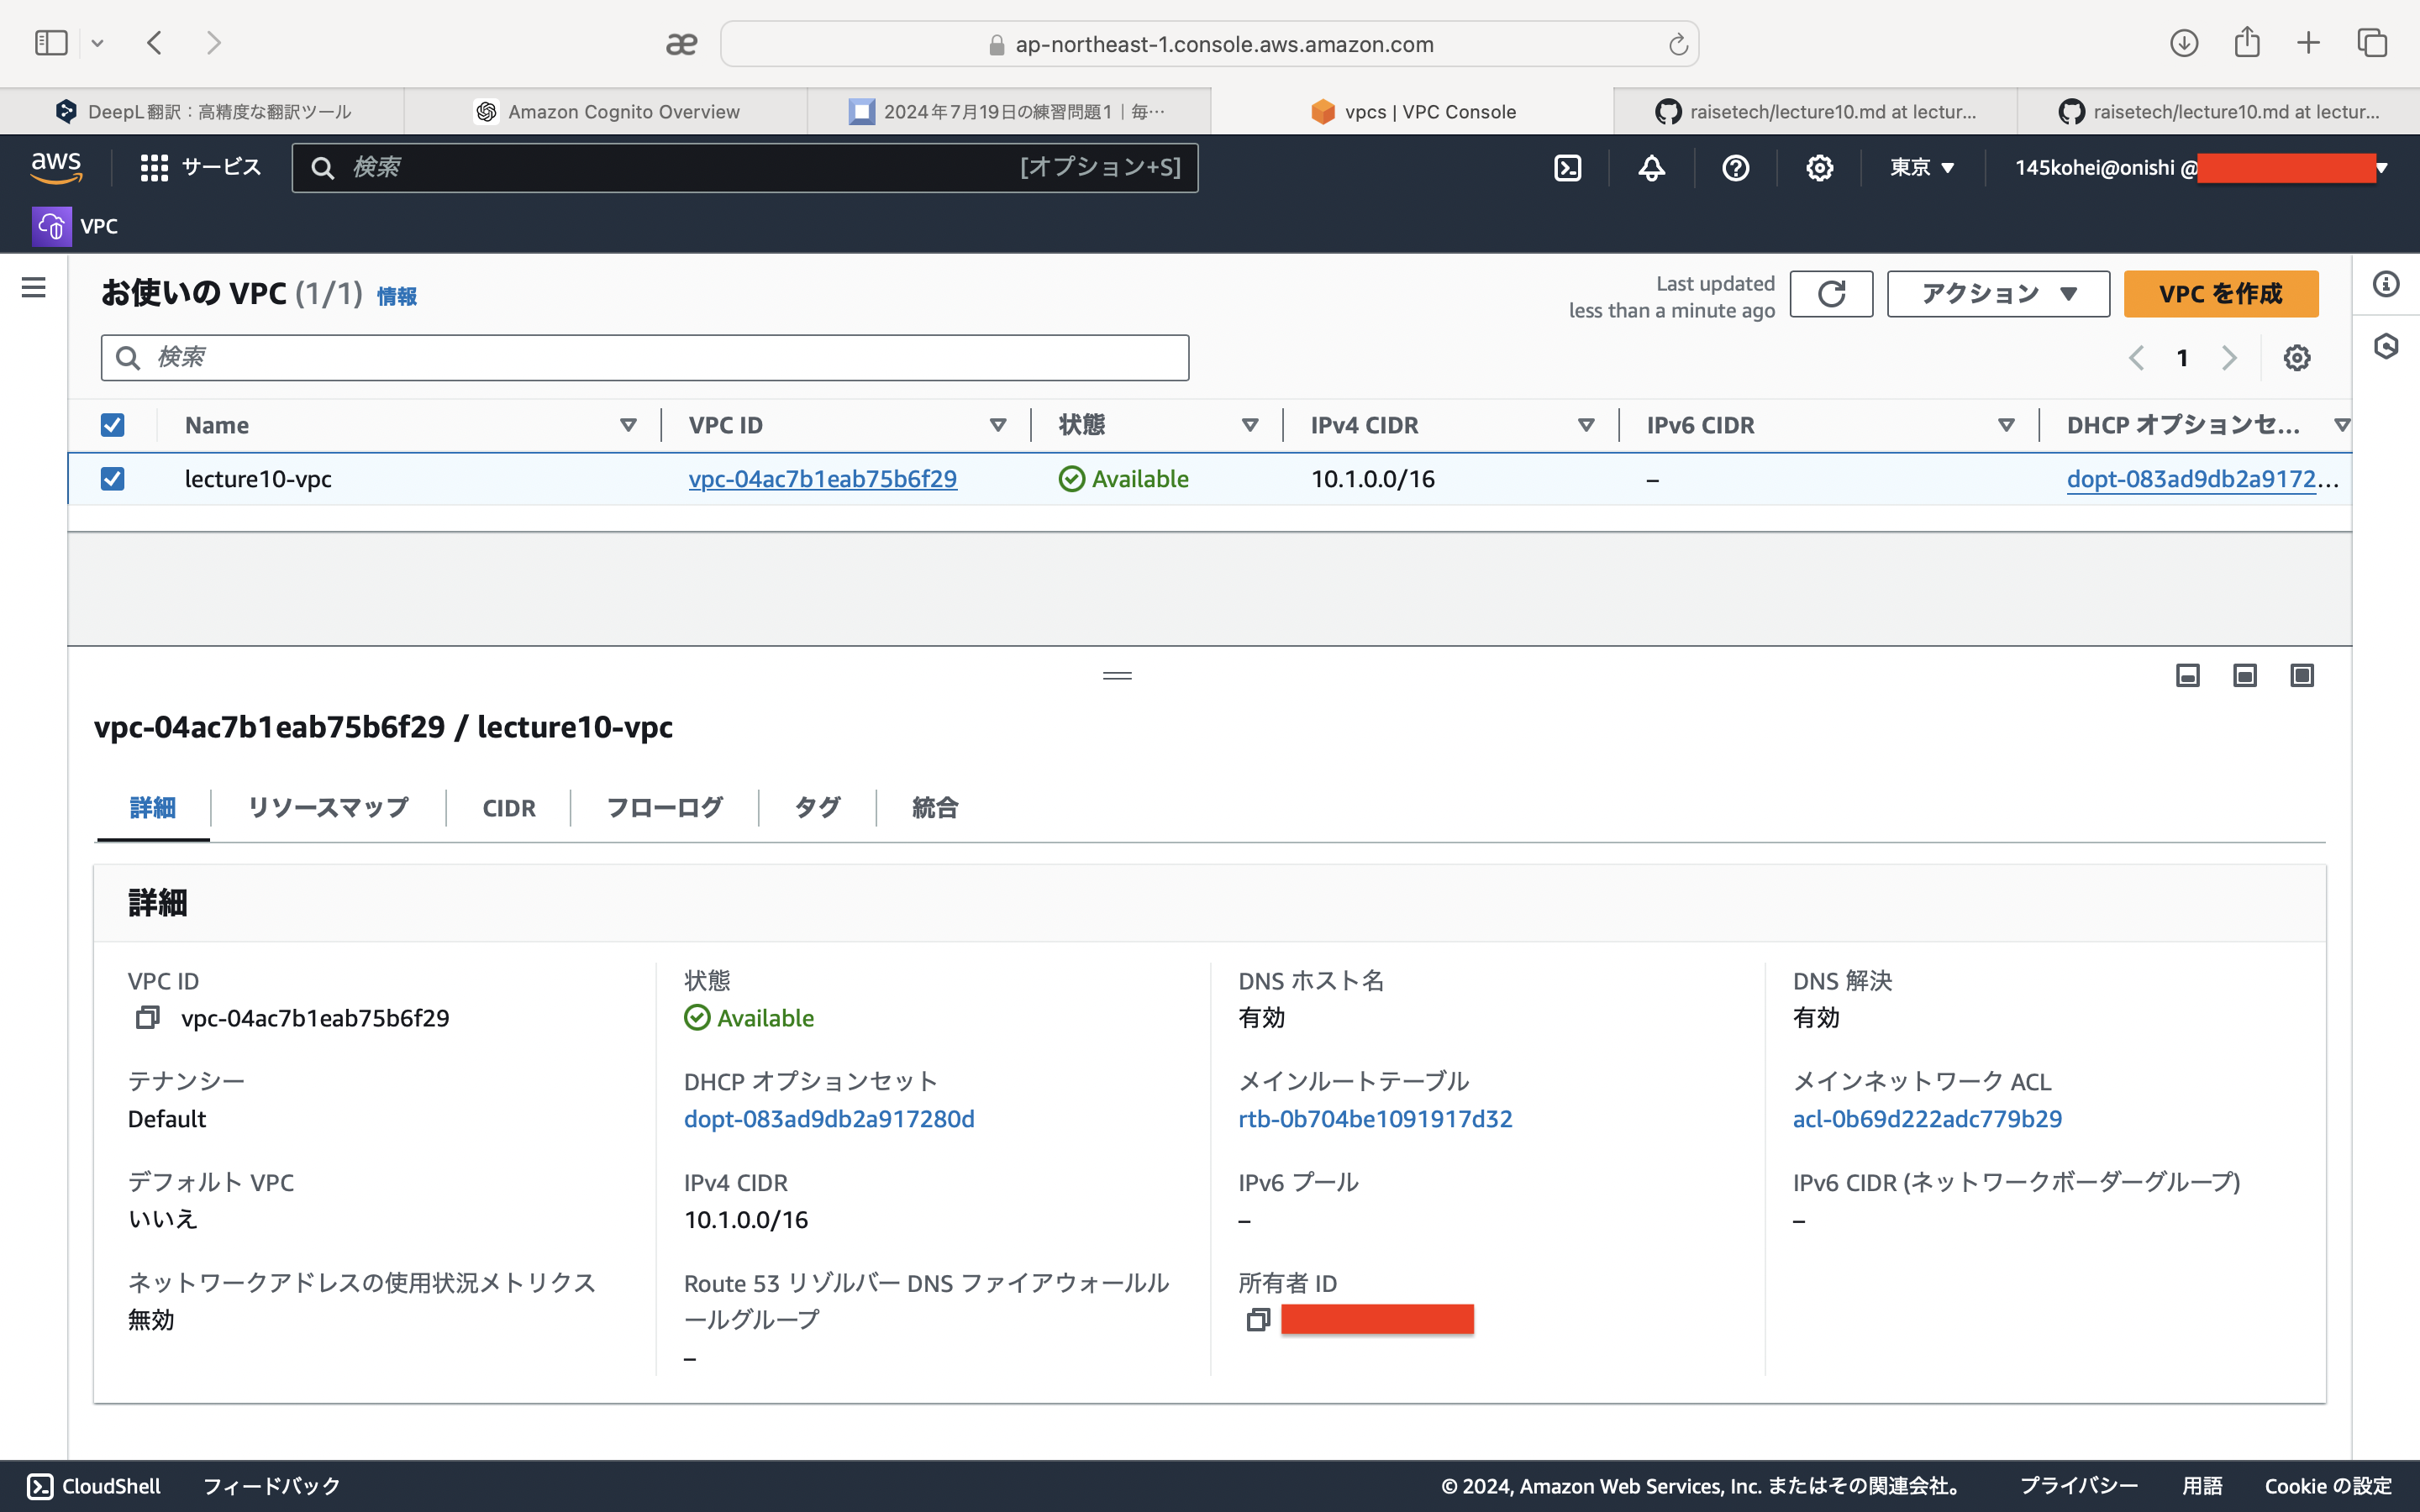 ap-northeast-1.console.aws.amazon.com
DeepL翻訳：高精度な翻訳ツール
Amazon Cognito Overview
2024年7月19日の練習問題1｜毎…
vpcs | VPC Console
raisetech/lecture10.md at lectur...
raisetech/lecture10.md at lectur...
aws
サービス
検索
[オプション+S]
東京
145kohei@onishi @
VPC
お使いの VPC (1/1) 情報
Last updated
less than a minute ago
アクション
VPC を作成
検索
1
Name
VPC ID
状態
IPv4 CIDR
IPv6 CIDR
DHCP オプションセ...
lecture10-vpc
vpc-04ac7b1eab75b6f29
Available
10.1.0.0/16
–
dopt-083ad9db2a9172...
vpc-04ac7b1eab75b6f29 / lecture10-vpc
詳細
リソースマップ
CIDR
フローログ
タグ
統合
詳細
VPC ID
vpc-04ac7b1eab75b6f29
状態
Available
DNS ホスト名
有効
DNS 解決
有効
テナンシー
Default
DHCP オプションセット
dopt-083ad9db2a917280d
メインルートテーブル
rtb-0b704be1091917d32
メインネットワーク ACL
acl-0b69d222adc779b29
デフォルト VPC
いいえ
IPv4 CIDR
10.1.0.0/16
IPv6 プール
–
IPv6 CIDR (ネットワークボーダーグループ)
–
ネットワークアドレスの使用状況メトリクス
無効
Route 53 リゾルバー DNS ファイアウォールル
ールグループ
–
所有者 ID
CloudShell
フィードバック
© 2024, Amazon Web Services, Inc. またはその関連会社。
プライバシー
用語
Cookie の設定